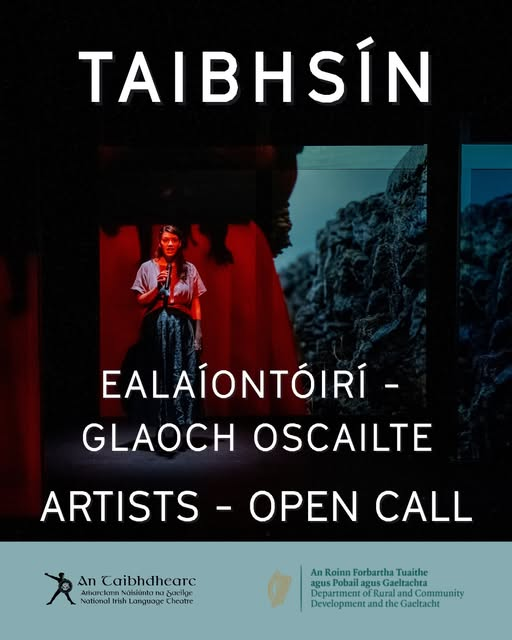 TAIBHSÍN
EALAÍONTÓIRÍ –
GLAOCH OSCAILTE
ARTISTS – OPEN CALL
An Taibhdhearc
Amharclann Náisiúnta na Gaeilge
National Irish Language Theatre
An Roinn Forbartha Tuaithe
agus Pobail agus Gaeltachta
Department of Rural and Community
Development and the Gaeltacht